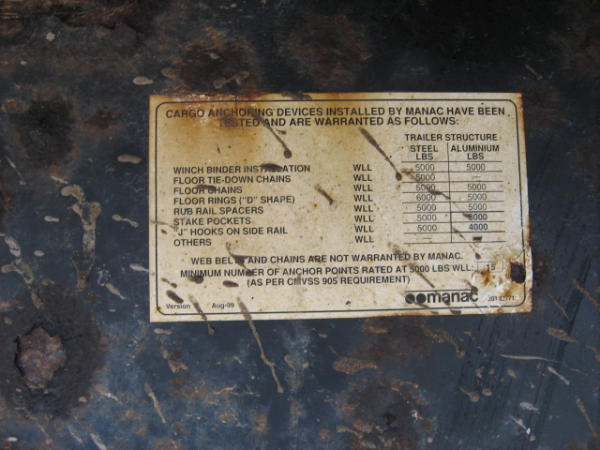 CARGO ANCHORING DEVICES INSTALLED BY MANAC HAVE BEEN
TESTED AND ARE WARRANTED AS FOLLOWS:
TRAILER STRUCTURE
STEEL ALUMINIUM
LBS LBS
WINCH BINDER INSTALLATION WLL 5000 5000
FLOOR TIE-DOWN CHAINS WLL 5000 —
FLOOR CHAINS WLL 5000 5000
FLOOR RINGS ("D" SHAPE) WLL 6000 5000
RUB RAIL SPACERS WLL 5000 5000
STAKE POCKETS WLL 5000 6000
"J" HOOKS ON SIDE RAIL WLL 5000 4000
OTHERS WLL — —
WEB BELTS AND CHAINS ARE NOT WARRANTED BY MANAC.
MINIMUM NUMBER OF ANCHOR POINTS RATED AT 5000 LBS WLL: 15
(AS PER CMVSS 905 REQUIREMENT)
manac
Version Aug-99